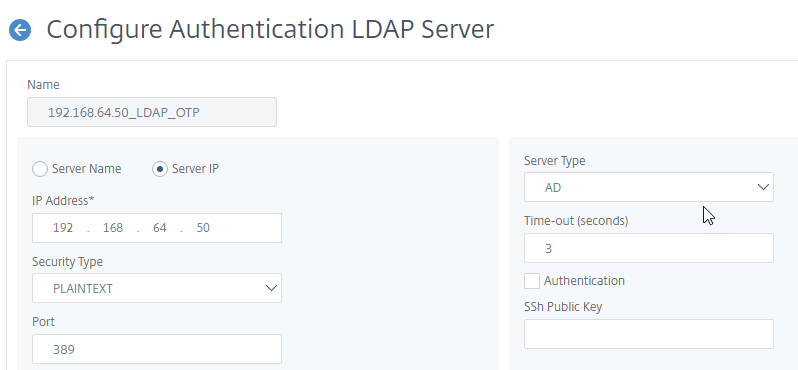 Configure Authentication LDAP Server
Name
192.168.64.50_LDAP_OTP
Server Name
Server IP
IP Address*
192 . 168 . 64 . 50
Security Type
PLAINTEXT
Port
389
Server Type
AD
Time-out (seconds)
3
Authentication
SSh Public Key